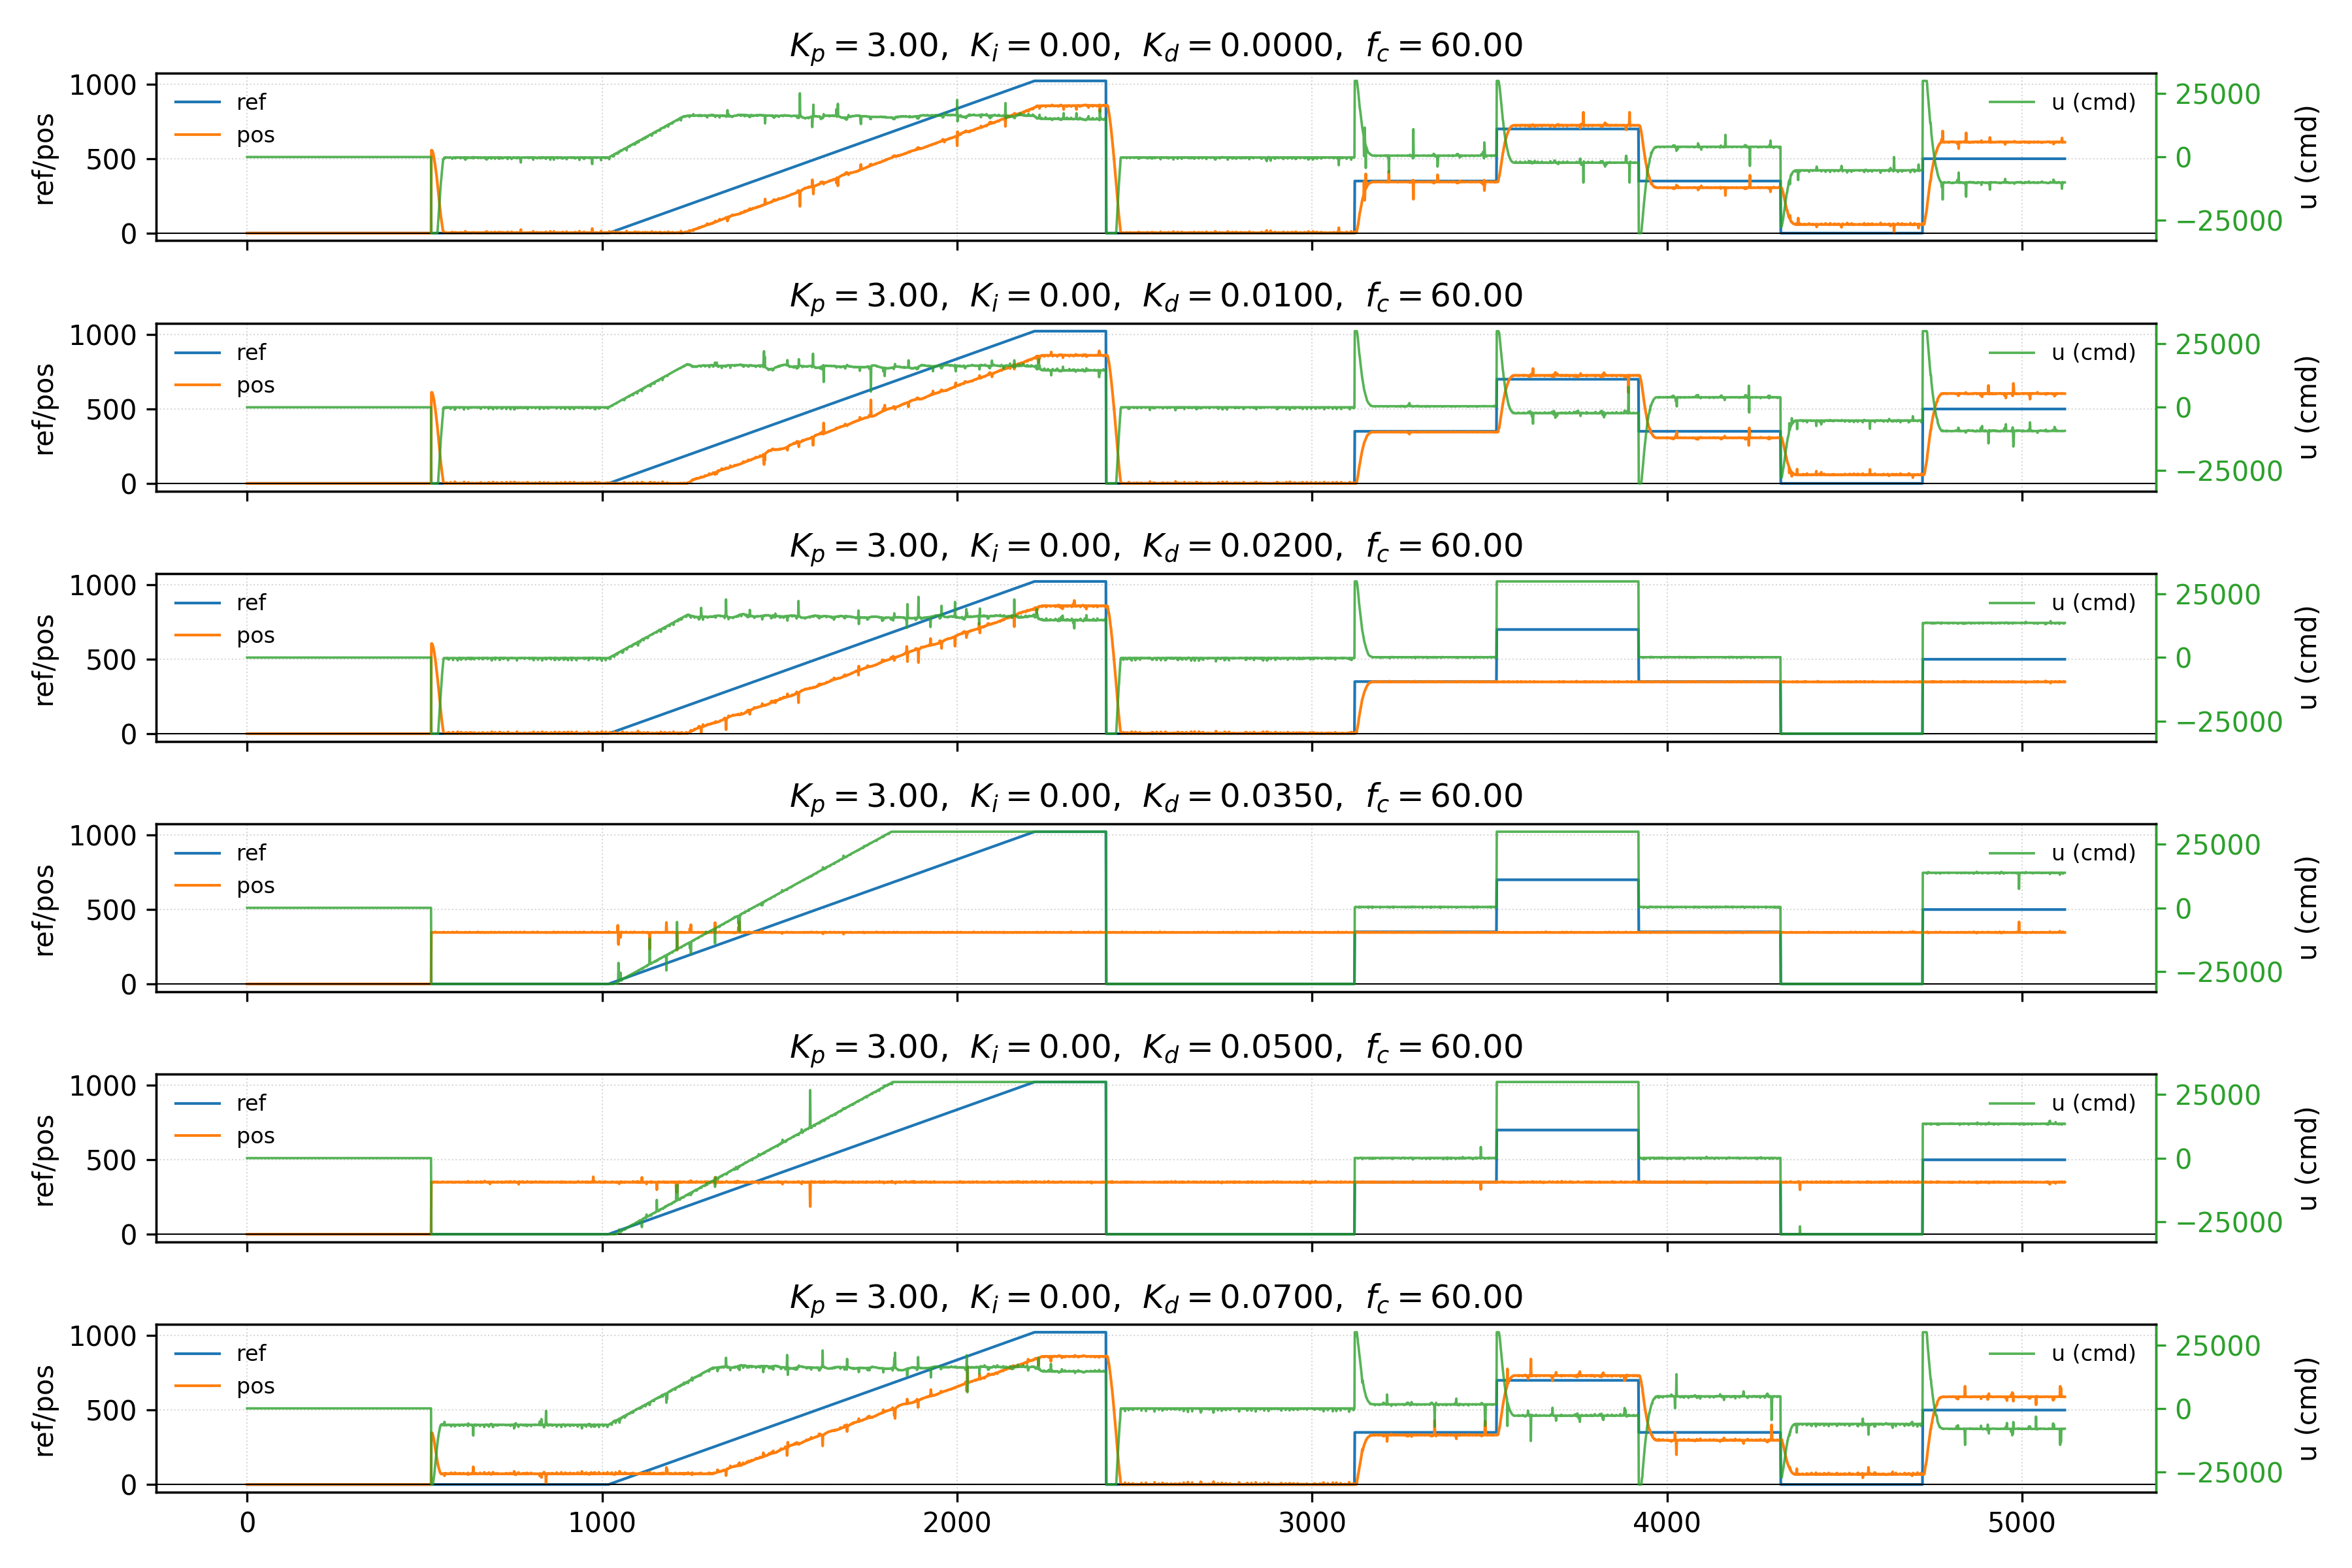 K_p = 3.00, K_i = 0.00, K_d = 0.0000, f_c = 60.00
1000
500
0
ref/pos
ref
pos
u (cmd)
25000
0
−25000
u (cmd)
K_p = 3.00, K_i = 0.00, K_d = 0.0100, f_c = 60.00
1000
500
0
ref/pos
ref
pos
u (cmd)
25000
0
−25000
u (cmd)
K_p = 3.00, K_i = 0.00, K_d = 0.0200, f_c = 60.00
1000
500
0
ref/pos
ref
pos
u (cmd)
25000
0
−25000
u (cmd)
K_p = 3.00, K_i = 0.00, K_d = 0.0350, f_c = 60.00
1000
500
0
ref/pos
ref
pos
u (cmd)
25000
0
−25000
u (cmd)
K_p = 3.00, K_i = 0.00, K_d = 0.0500, f_c = 60.00
1000
500
0
ref/pos
ref
pos
u (cmd)
25000
0
−25000
u (cmd)
K_p = 3.00, K_i = 0.00, K_d = 0.0700, f_c = 60.00
1000
500
0
ref/pos
ref
pos
u (cmd)
25000
0
−25000
u (cmd)
0 1000 2000 3000 4000 5000